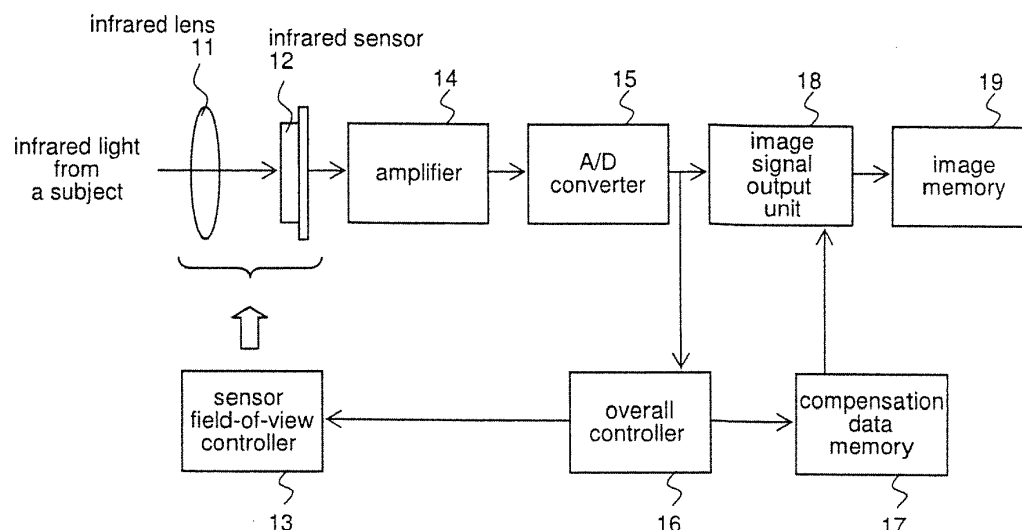 infrared lens
11
infrared sensor
12
14
15
18
19
infrared light
from
a subject
amplifier
A/D
converter
image
signal
output
unit
image
memory
sensor
field-of-view
controller
overall
controller
compensation
data
memory
13
16
17